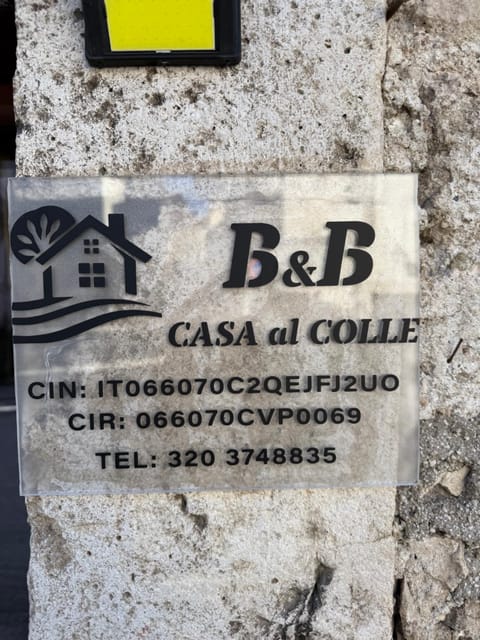 B&B
CASA al COLLE
CIN: IT066070C2QEJFJ2UO
CIR: 066070CVP0069
TEL: 320 3748835